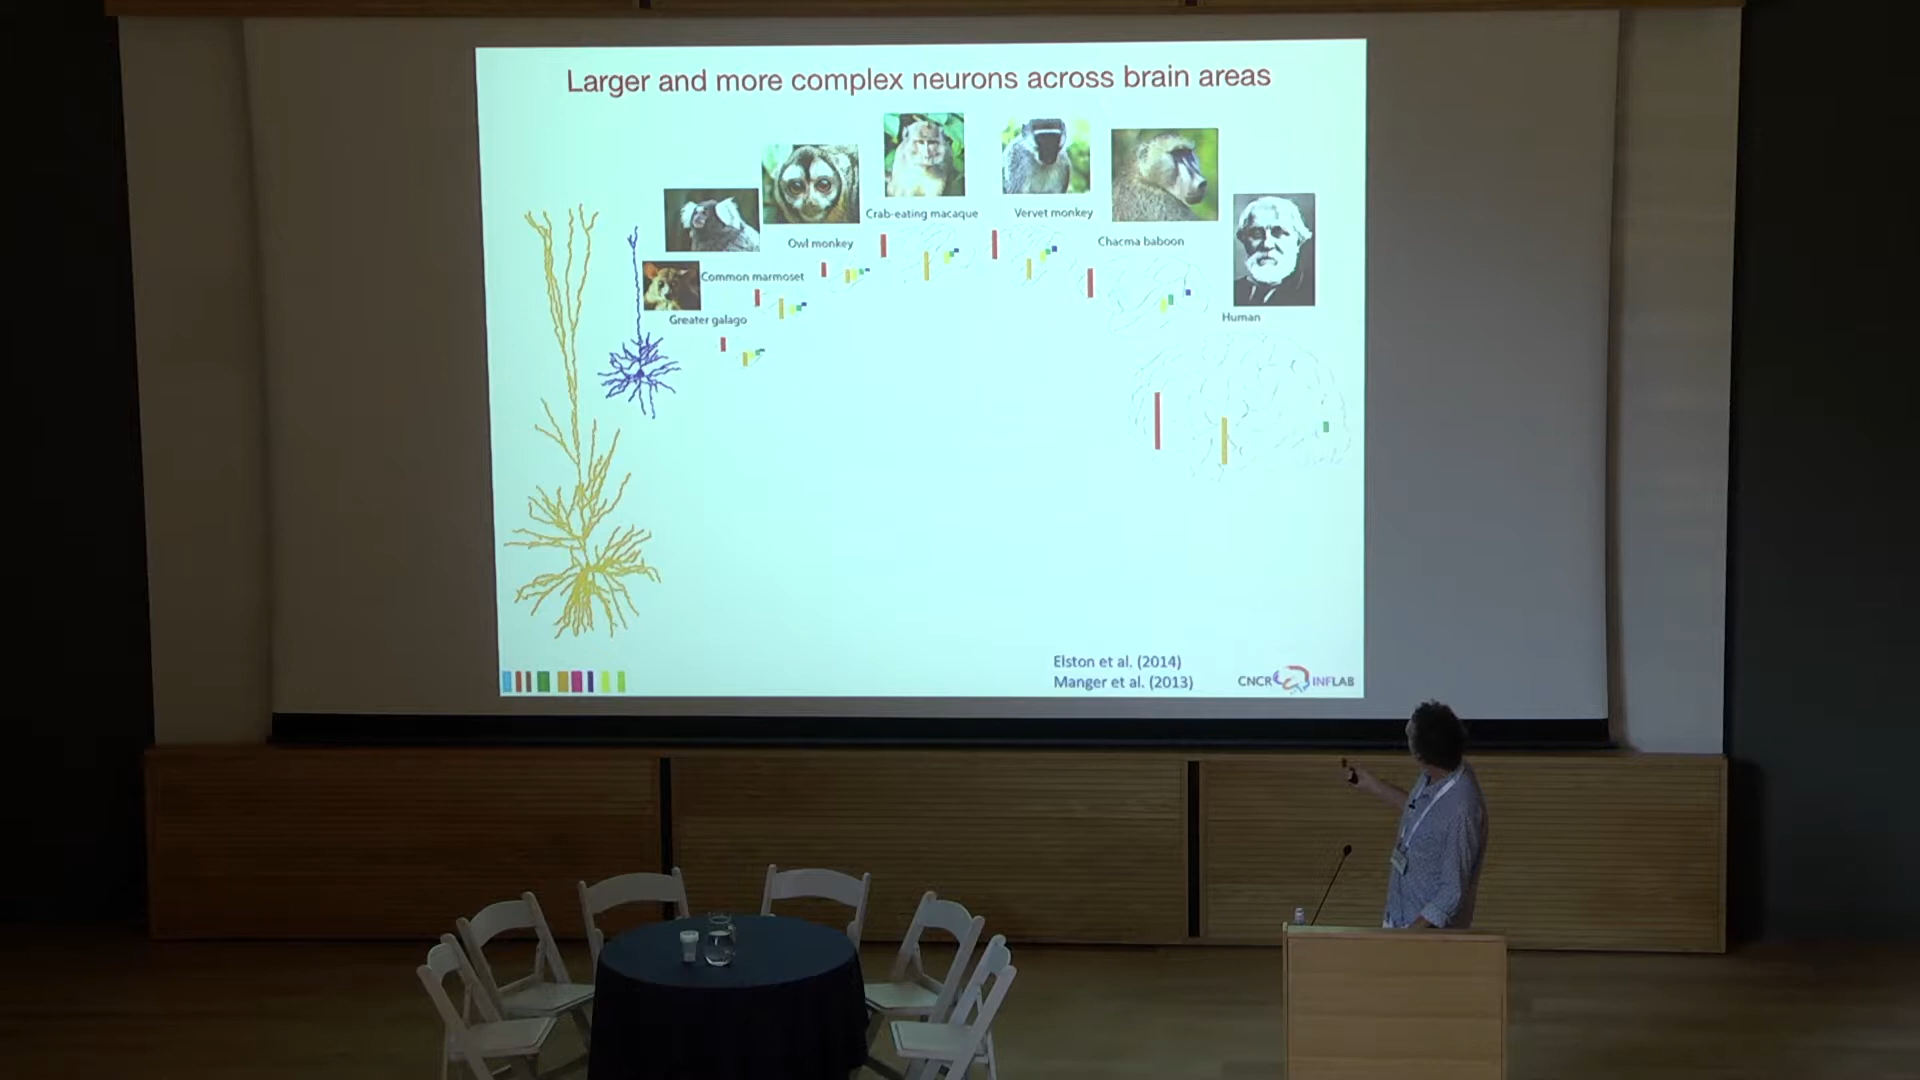 Larger and more complex neurons across brain areas
Crab-eating macaque
Vervet monkey
Owl monkey
Chacma baboon
Common marmoset
Greater galago
Human
Elston et al. (2014)
Manger et al. (2013)
CNCR INFLAB